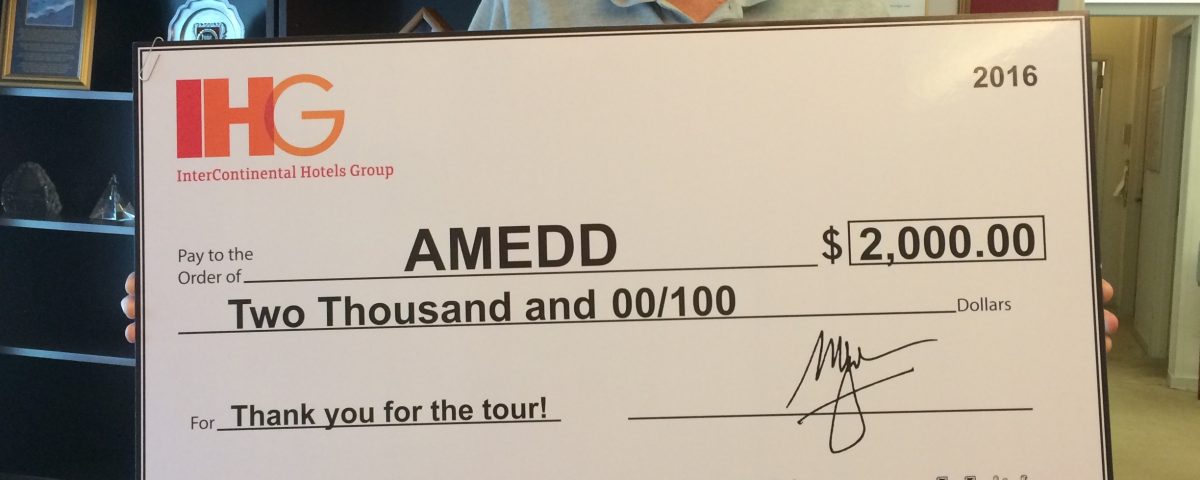 IHG
InterContinental Hotels Group
2016
Pay to the
Order of
AMEDD
$ 2,000.00
Two Thousand and 00/100
Dollars
For Thank you for the tour!